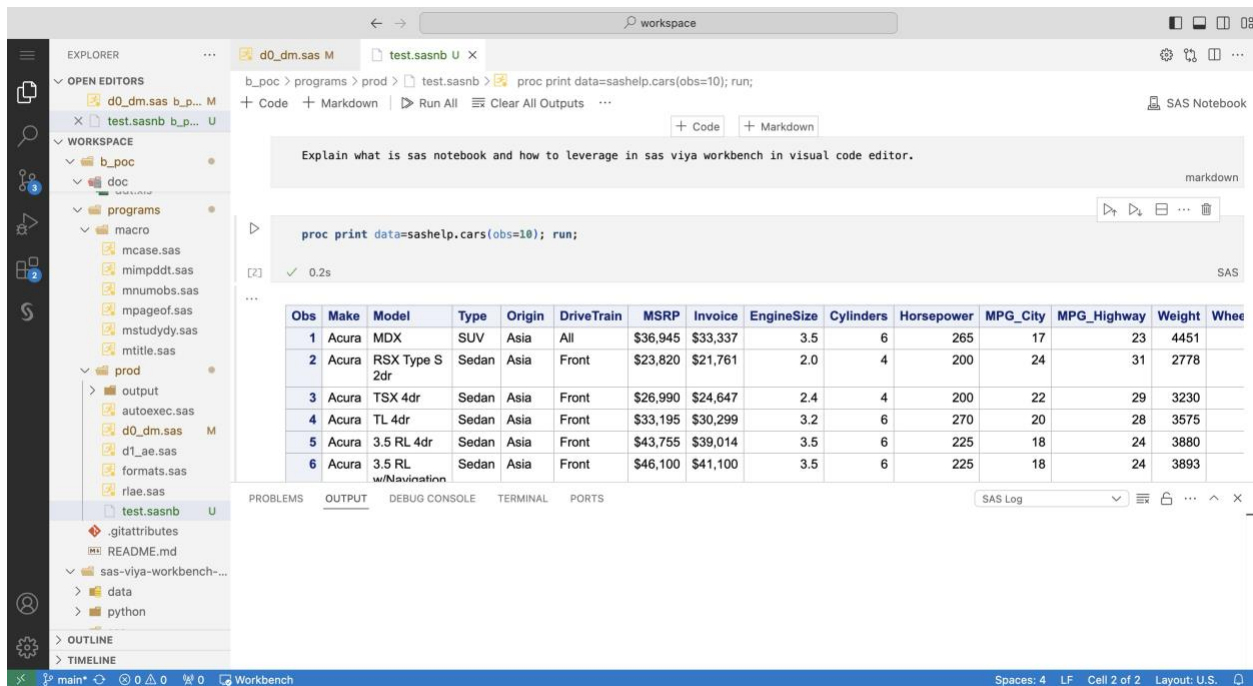 workspace
EXPLORER
OPEN EDITORS
d0_dm.sas b_p... M
test.sasnb b_p... U
WORKSPACE
b_poc
doc
programs
macro
mcase.sas
mimpddt.sas
mnumobs.sas
mpageof.sas
mstudydy.sas
mtitle.sas
prod
output
autoexec.sas
d0_dm.sas M
d1_ae.sas
formats.sas
rlae.sas
test.sasnb U
.gitattributes
README.md
sas-viya-workbench-...
data
python
OUTLINE
TIMELINE
3
2
d0_dm.sas M test.sasnb U
b_poc > programs > prod > test.sasnb > proc print data=sashelp.cars(obs=10); run;
+ Code + Markdown Run All Clear All Outputs ... SAS Notebook
+ Code + Markdown
Explain what is sas notebook and how to leverage in sas viya workbench in visual code editor.
markdown
proc print data=sashelp.cars(obs=10); run;
[2] ✓ 0.2s SAS
Obs Make Model Type Origin DriveTrain MSRP Invoice EngineSize Cylinders Horsepower MPG_City MPG_Highway Weight Whee
1 Acura MDX SUV Asia All $36,945 $33,337 3.5 6 265 17 23 4451
2 Acura RSX Type S 2dr Sedan Asia Front $23,820 $21,761 2.0 4 200 24 31 2778
3 Acura TSX 4dr Sedan Asia Front $26,990 $24,647 2.4 4 200 22 29 3230
4 Acura TL 4dr Sedan Asia Front $33,195 $30,299 3.2 6 270 20 28 3575
5 Acura 3.5 RL 4dr Sedan Asia Front $43,755 $39,014 3.5 6 225 18 24 3880
6 Acura 3.5 RL w/Navigation Sedan Asia Front $46,100 $41,100 3.5 6 225 18 24 3893
PROBLEMS OUTPUT DEBUG CONSOLE TERMINAL PORTS SAS Log
main* 0 0 0 Workbench Spaces: 4 LF Cell 2 of 2 Layout: U.S.